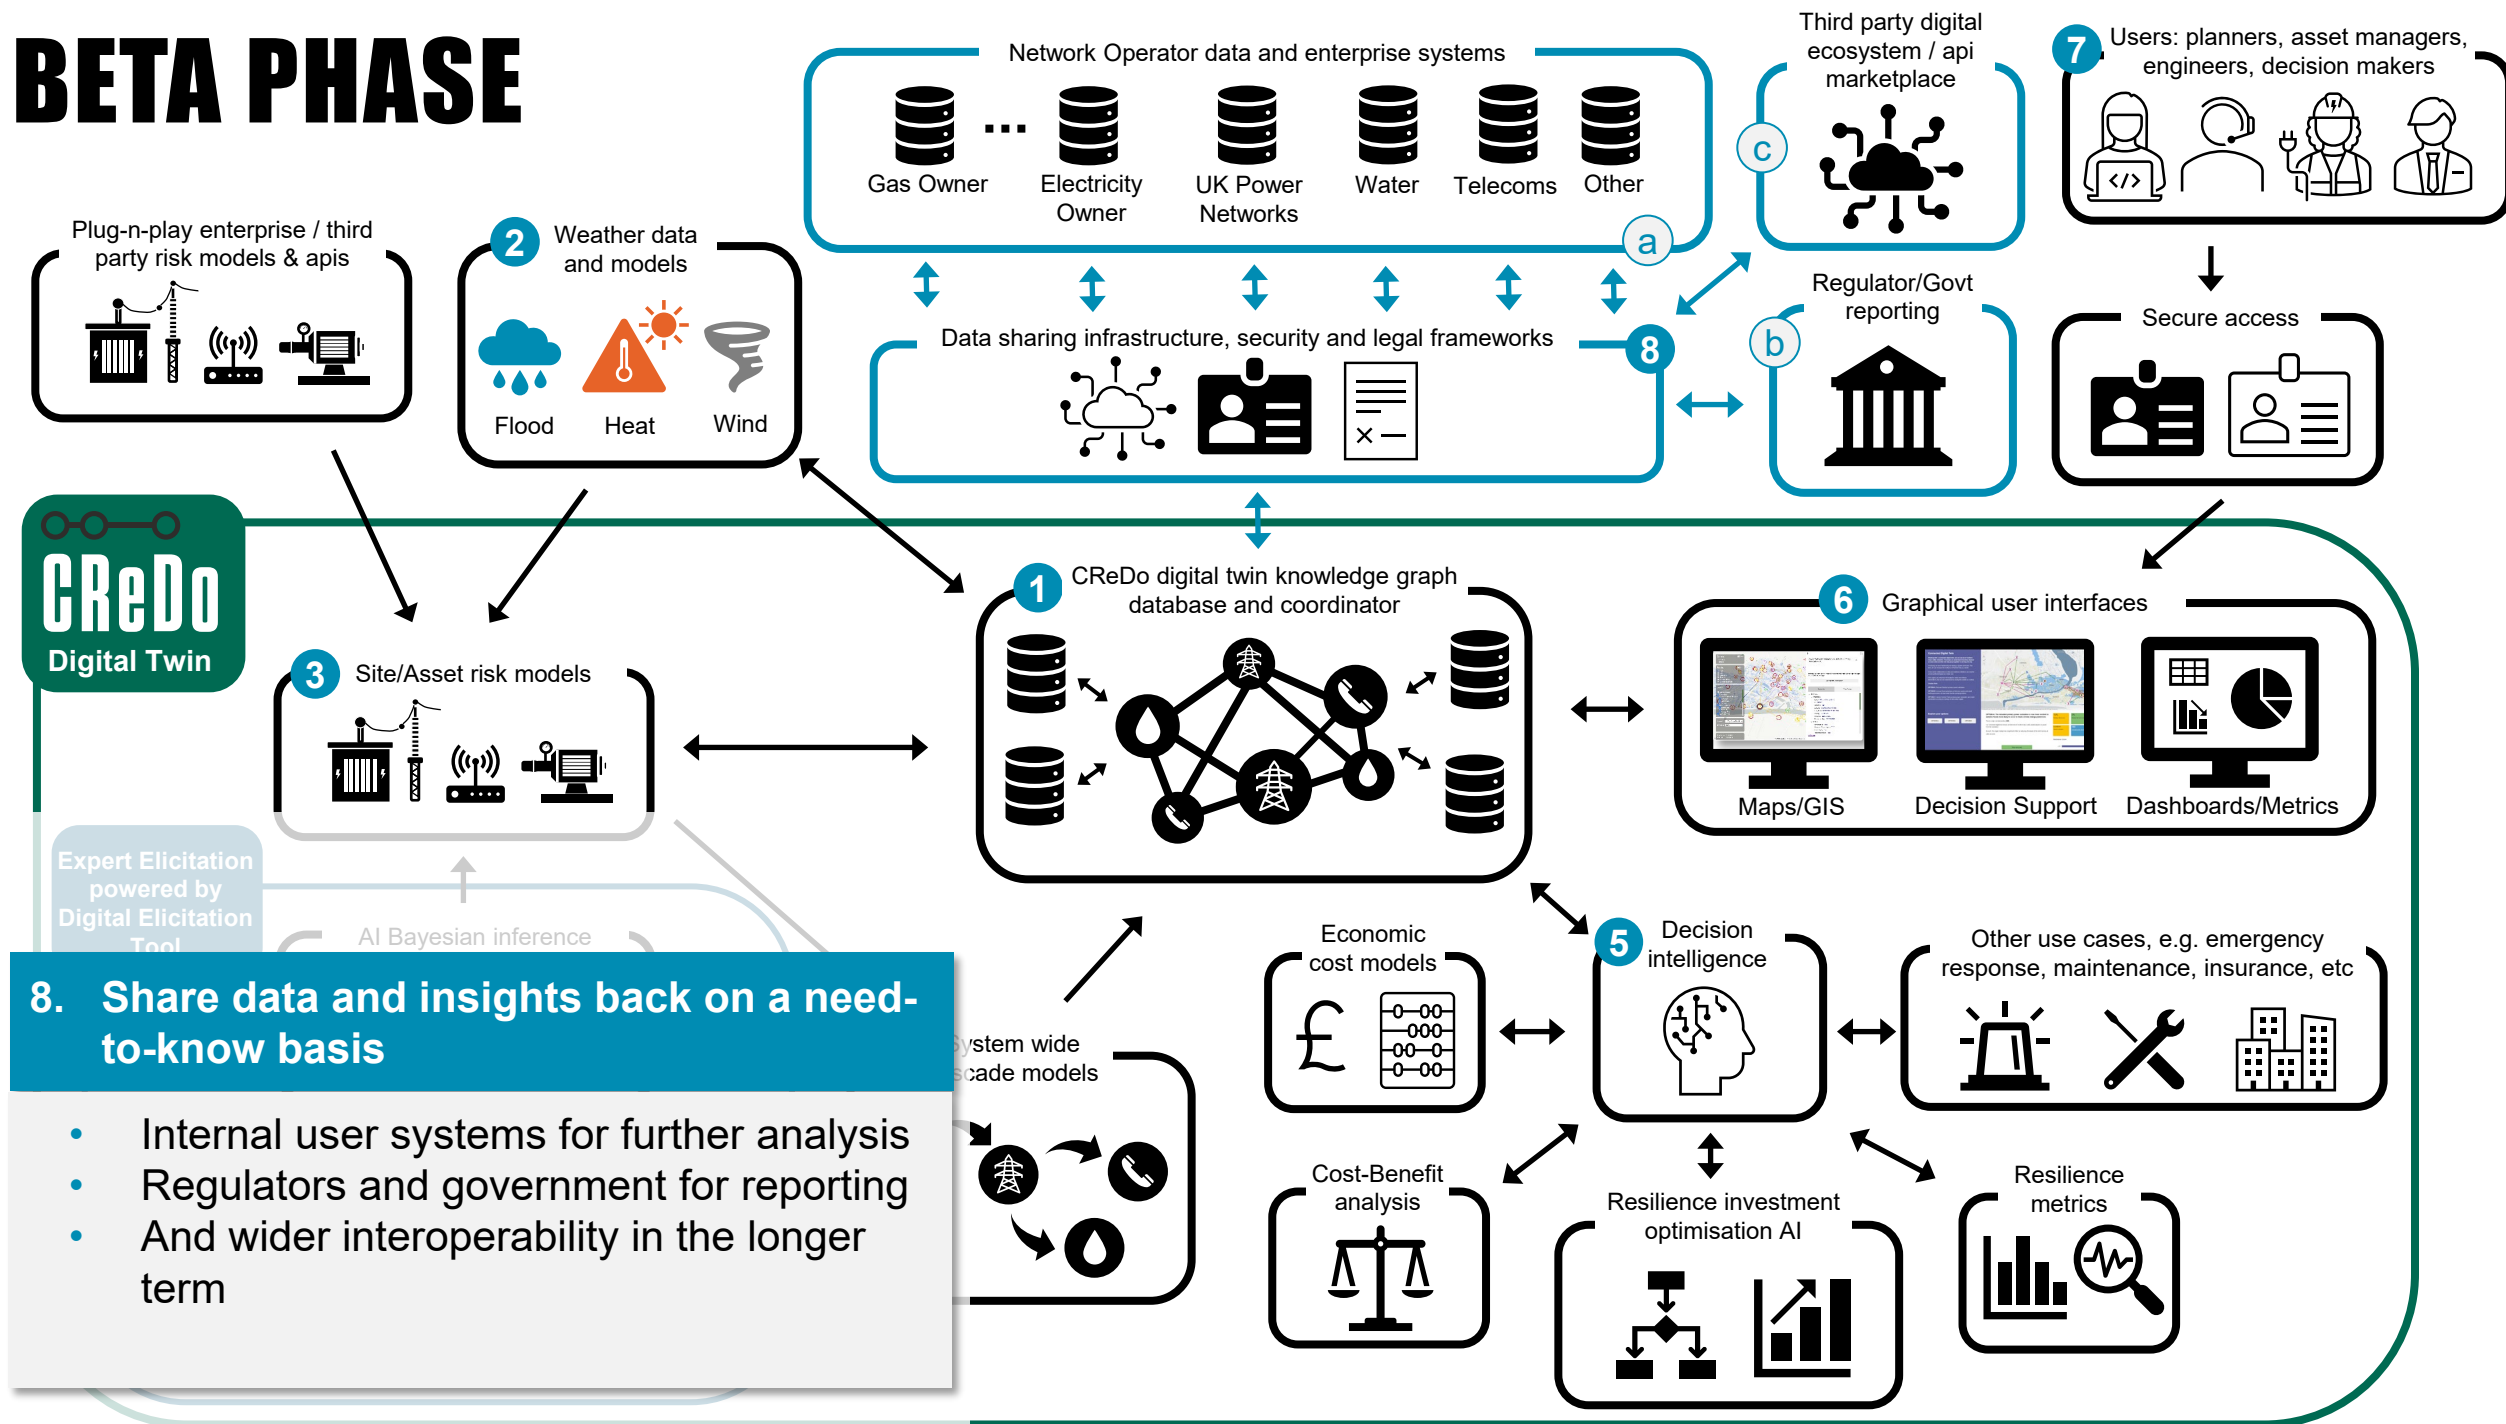 BETA PHASE
Network Operator data and enterprise systems
Gas Owner
Electricity
Owner
UK Power
Networks
Water
Telecoms
Other
a
Third party digital
ecosystem / api
marketplace
c
7
Users: planners, asset managers,
engineers, decision makers
</>
Plug-n-play enterprise / third
party risk models & apis
2
Weather data
and models
Flood
Heat
Wind
Data sharing infrastructure, security and legal frameworks
8
Regulator/Govt
reporting
b
Secure access
CReDo
Digital Twin
1
CReDo digital twin knowledge graph
database and coordinator
6
Graphical user interfaces
Maps/GIS
Decision Support
Dashboards/Metrics
3
Site/Asset risk models
Expert Elicitation
powered by
Digital Elicitation
Tool
AI Bayesian inference
8. Share data and insights back on a need-
to-know basis
• Internal user systems for further analysis
• Regulators and government for reporting
• And wider interoperability in the longer
term
System wide
scade models
Economic
cost models
£
5
Decision
intelligence
Other use cases, e.g. emergency
response, maintenance, insurance, etc
Cost-Benefit
analysis
Resilience investment
optimisation AI
Resilience
metrics